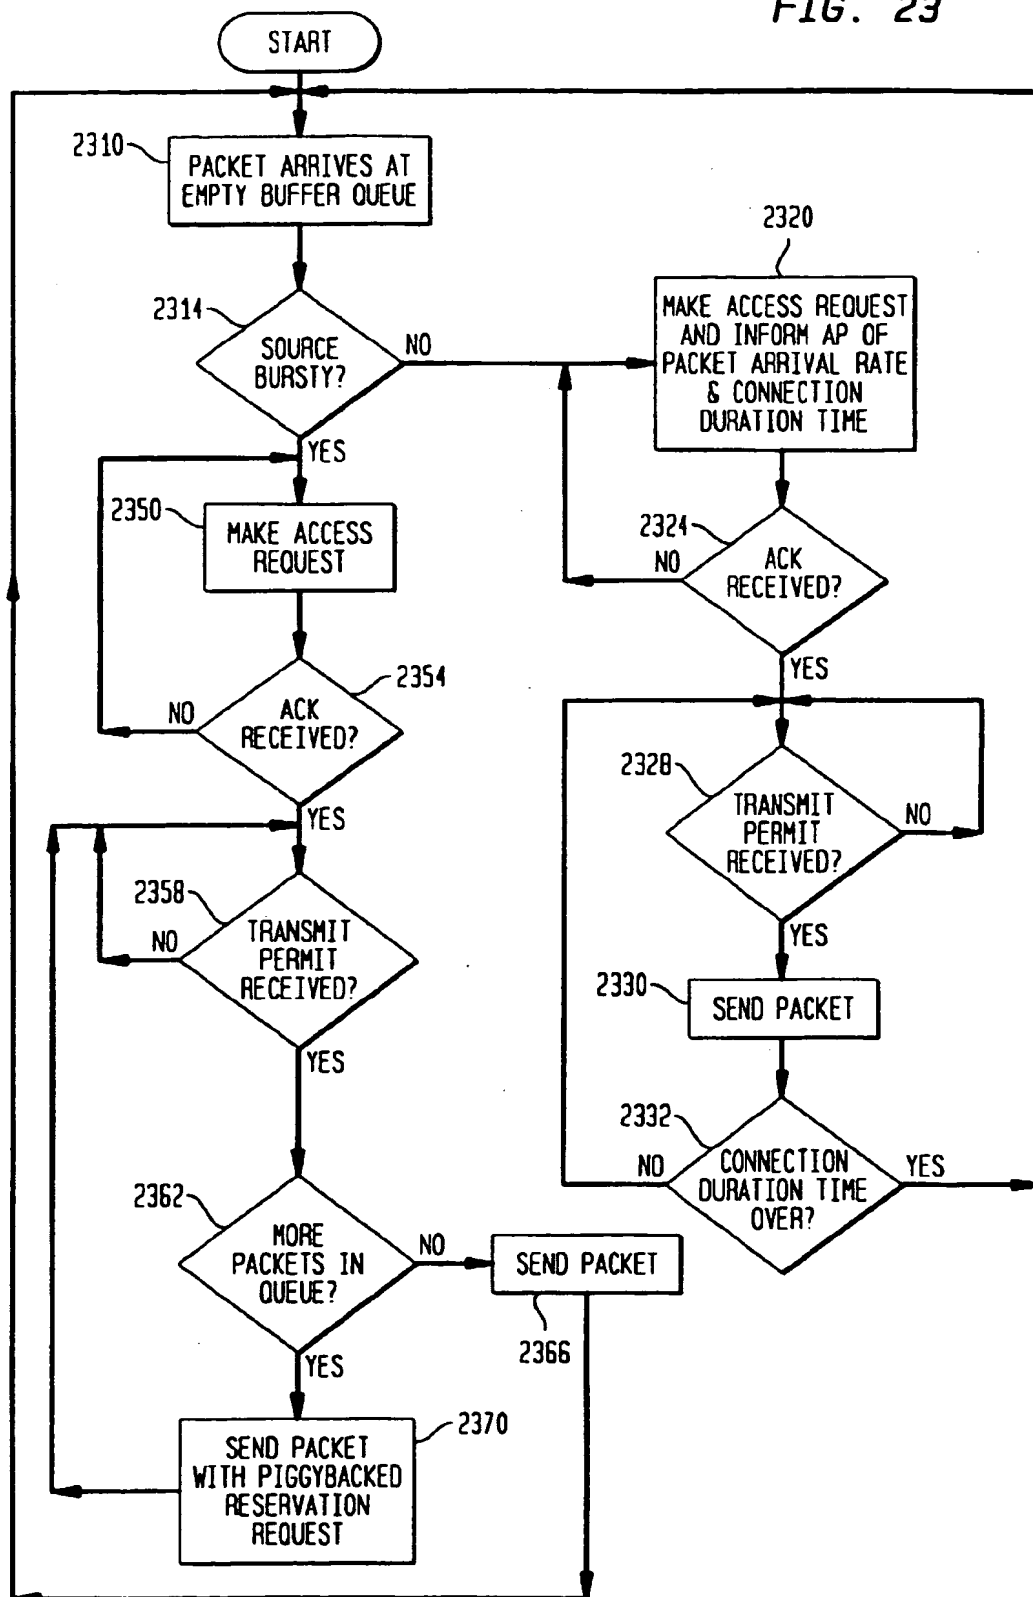 FIG. 23
START
2310
PACKET ARRIVES AT
EMPTY BUFFER QUEUE
2314
SOURCE
BURSTY?
NO
YES
2320
MAKE ACCESS REQUEST
AND INFORM AP OF
PACKET ARRIVAL RATE
& CONNECTION
DURATION TIME
2324
ACK
RECEIVED?
NO
YES
2350
MAKE ACCESS
REQUEST
2354
ACK
RECEIVED?
NO
YES
2328
TRANSMIT
PERMIT
RECEIVED?
NO
YES
2358
TRANSMIT
PERMIT
RECEIVED?
NO
YES
2330
SEND PACKET
2332
CONNECTION
DURATION TIME
OVER?
NO
YES
2362
MORE
PACKETS IN
QUEUE?
NO
YES
SEND PACKET
2366
2370
SEND PACKET
WITH PIGGYBACKED
RESERVATION
REQUEST